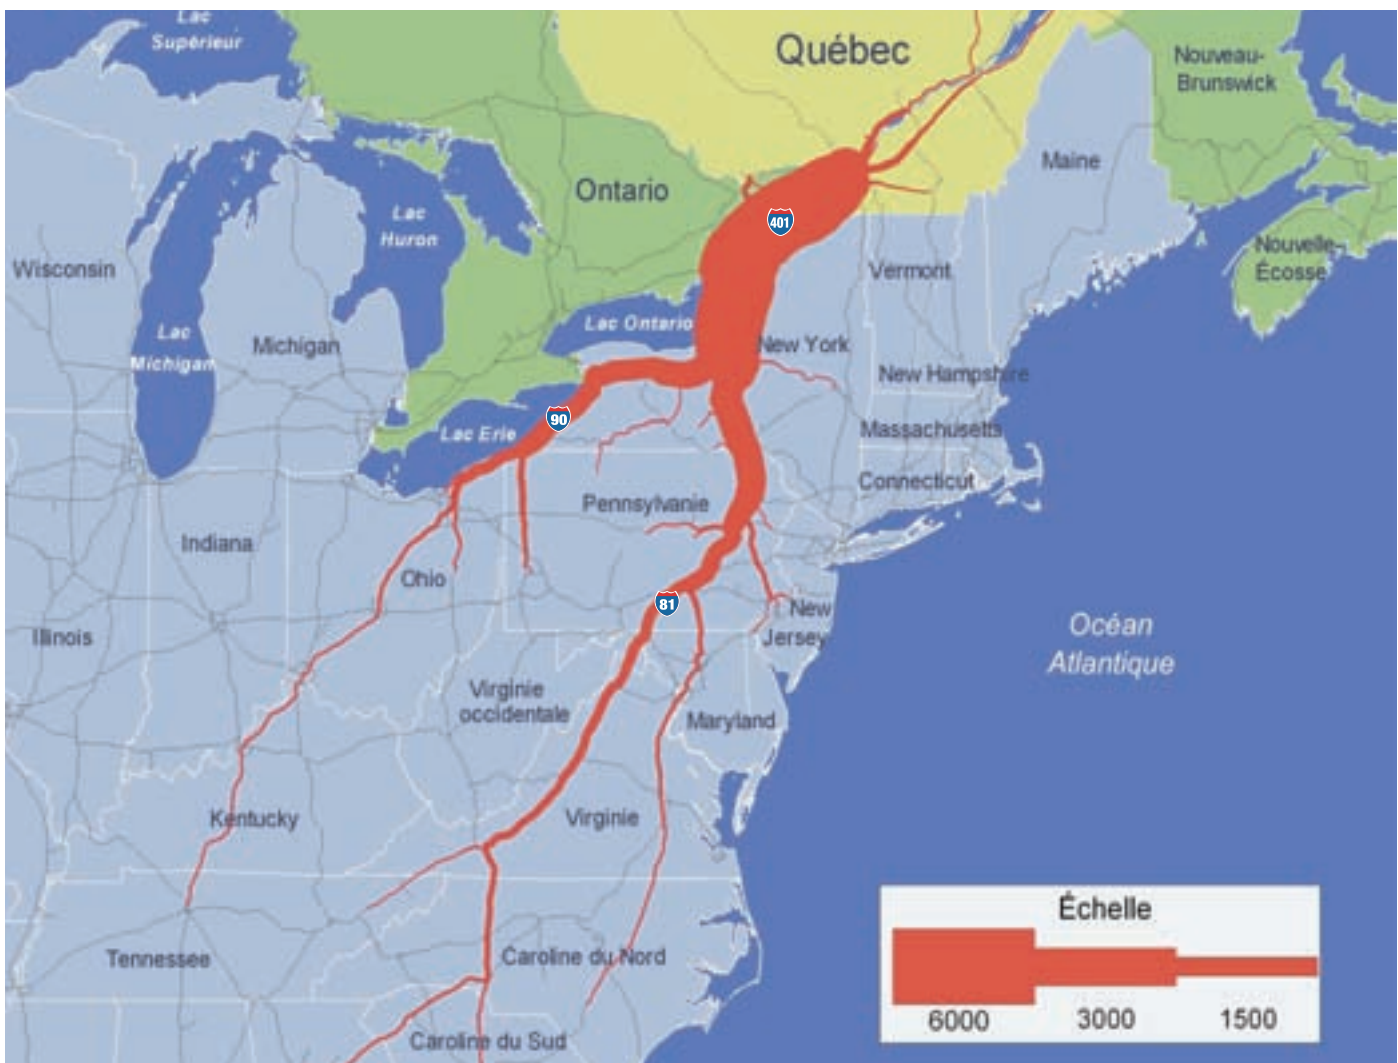 Lac
Supérieur
Québec
Nouveau-
Brunswick
Maine
Ontario
Lac
Huron
401
Wisconsin
Nouvelle-
Écosse
Vermont
Lac
Michigan
Michigan
Lac Ontario
New York
New Hampshire
90
Lac Erie
Massachusetts
Connecticut
Pennsylvanie
Indiana
Ohio
81
New
Jersey
Illinois
Océan
Atlantique
Virginie
occidentale
Maryland
Kentucky
Virginie
Échelle
6000
3000
1500
Tennessee
Caroline du Nord
Caroline du Sud